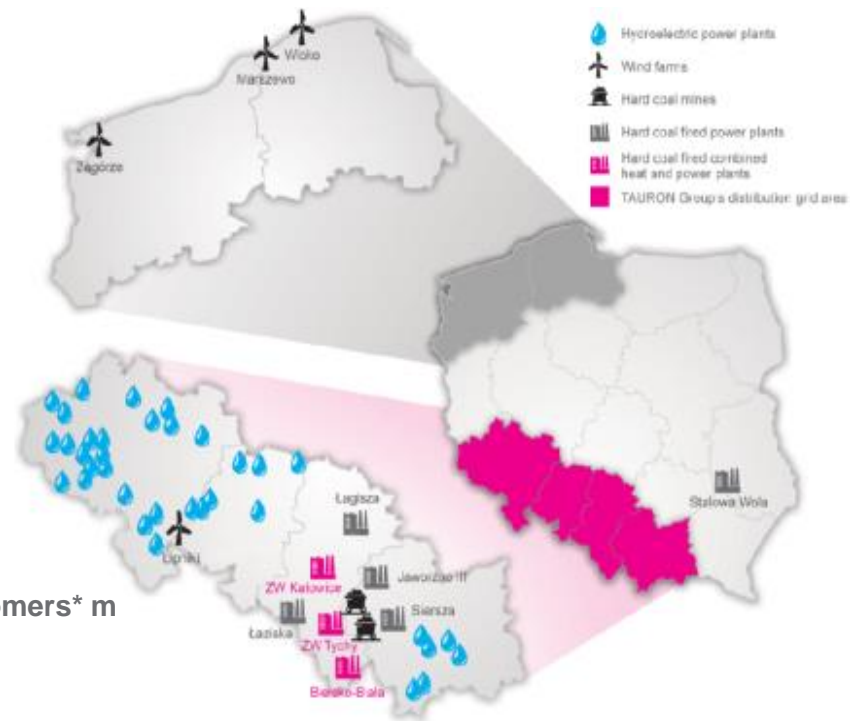 Wicko
Marszewo
Zagórze
Hydroelectric power plants
Wind farms
Hard coal mines
Hard coal fired power plants
Hard coal fired combined
heat and power plants
TAURON Group's distribution grid area
Stalowa Wola
Łagisza
Lipniki
ZW Katowice
Jaworzno III
omers* m
Łaziska
Siersza
ZW Tychy
Bielsko-Biała